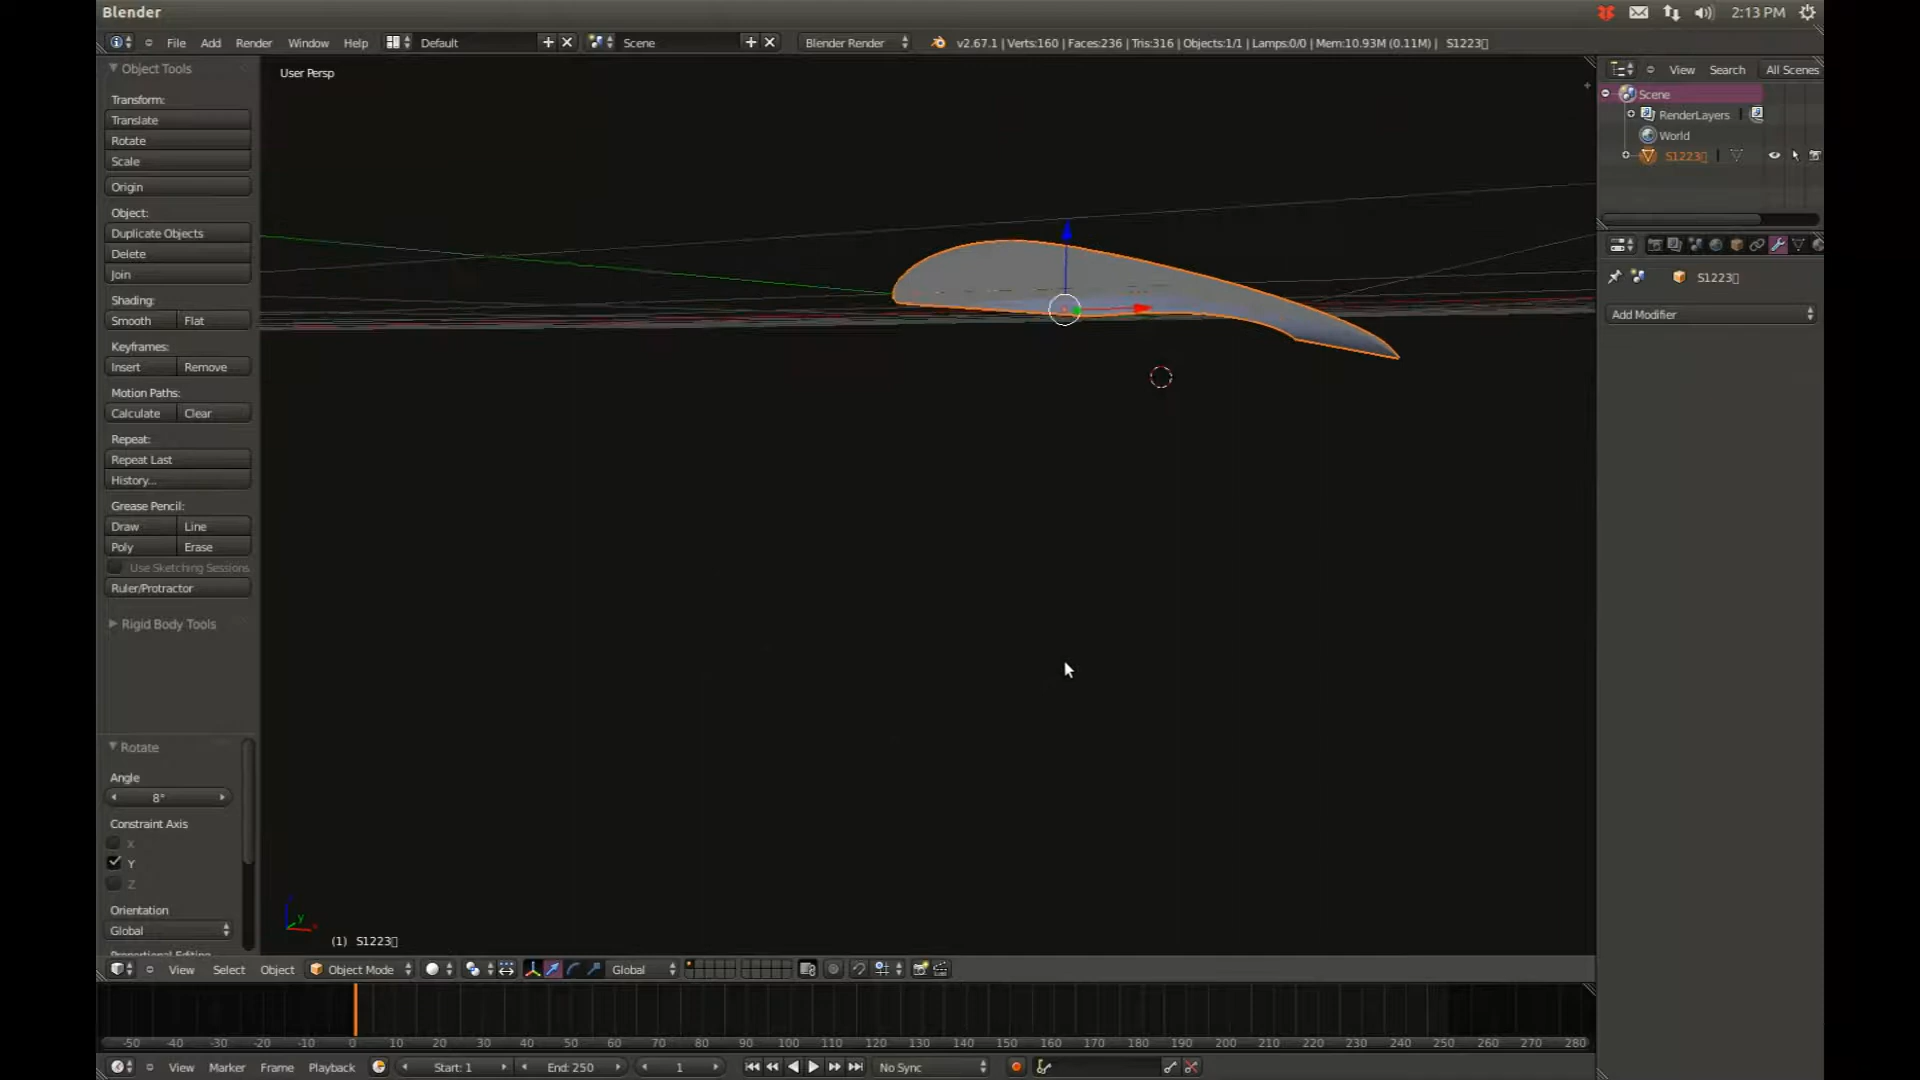 Blender
2:13 PM
File Add Render Window Help Default Scene Blender Render v2.67.1 | Verts:160 | Faces:236 | Tris:316 | Objects:1/1 | Lamps:0/0 | Mem:10.93M (0.11M) | S1223
Object Tools
Transform:
Translate
Rotate
Scale
Origin
Object:
Duplicate Objects
Delete
Join
Shading:
Smooth Flat
Keyframes:
Insert Remove
Motion Paths:
Calculate Clear
Repeat:
Repeat Last
History...
Grease Pencil:
Draw Line
Poly Erase
Use Sketching Sessions
Ruler/Protractor
Rigid Body Tools
Rotate
Angle
8°
Constraint Axis
X
Y
Z
Orientation
Global
Proportional Editing
User Persp
y
(1) S1223
View Search All Scenes
Scene
RenderLayers
World
S1223
S1223
Add Modifier
View Select Object Object Mode Global
-50 -40 -30 -20 -10 0 10 20 30 40 50 60 70 80 90 100 110 120 130 140 150 160 170 180 190 200 210 220 230 240 250 260 270 280
View Marker Frame Playback Start: 1 End: 250 1 No Sync